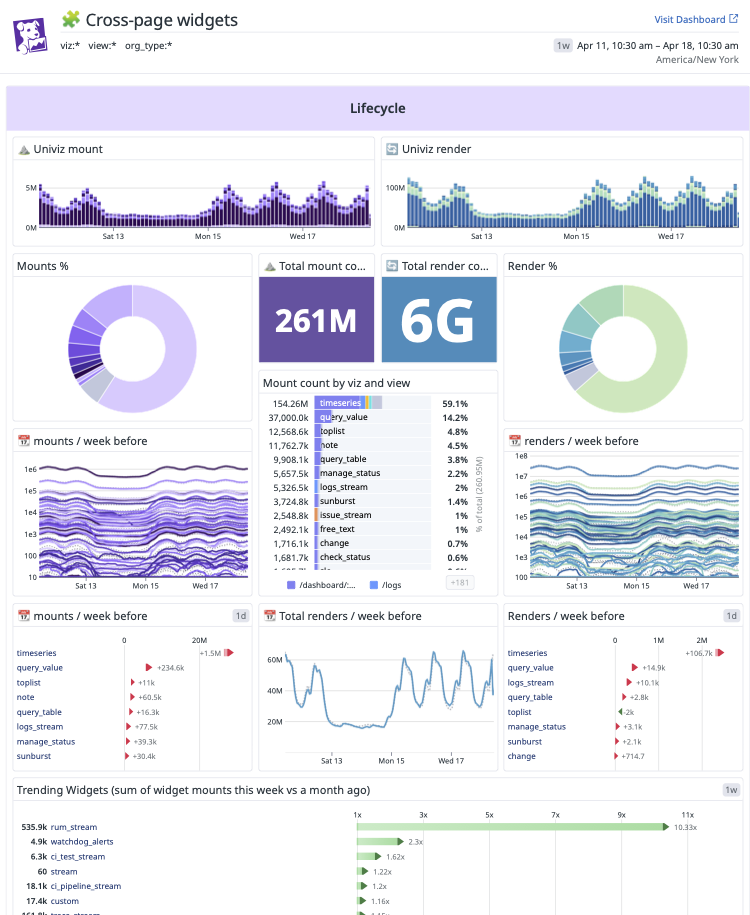 🧩 Cross-page widgets
Visit Dashboard
viz:* view:* org_type:*
1w Apr 11, 10:30 am – Apr 18, 10:30 am
America/New York
Lifecycle
Univiz mount
5M
0M
Sat 13 Mon 15 Wed 17
Univiz render
100M
0M
Sat 13 Mon 15 Wed 17
Mounts %
Total mount co...
261M
Total render co...
6G
Render %
Mount count by viz and view
154.26M timeseries 59.1%
37,000.0k query_value 14.2%
12,568.6k toplist 4.8%
11,762.7k note 4.5%
9,908.1k query_table 3.8%
5,657.5k manage_status 2.2%
5,326.5k logs_stream 2%
3,724.8k sunburst 1.4%
2,548.8k issue_stream 1%
2,492.1k free_text 1%
1,716.1k change 0.7%
1,681.7k check_status 0.6%
% of total (260.95M)
/dashboard/:... /logs +181
mounts / week before
1e6
1e5
1e4
1e3
100
10
Sat 13 Mon 15 Wed 17
renders / week before
1e8
1e7
1e6
1e5
1e4
1e3
100
Sat 13 Mon 15 Wed 17
mounts / week before 1d
0 20M
timeseries +1.5M
query_value +234.6k
toplist +11k
note +60.5k
query_table +16.3k
logs_stream +77.5k
manage_status +39.3k
sunburst +30.4k
Total renders / week before
60M
40M
20M
Sat 13 Mon 15 Wed 17
Renders / week before 1d
0 1M 2M
timeseries +106.7k
query_value +14.9k
logs_stream +10.1k
query_table +2.8k
toplist -2k
manage_status +3.1k
sunburst +2.1k
change +714.7
Trending Widgets (sum of widget mounts this week vs a month ago) 1w
1x 3x 5x 7x 9x 11x
535.9k rum_stream 10.33x
4.9k watchdog_alerts 2.3x
6.3k ci_test_stream 1.62x
60 stream 1.22x
18.1k ci_pipeline_stream 1.2x
17.4k custom 1.16x